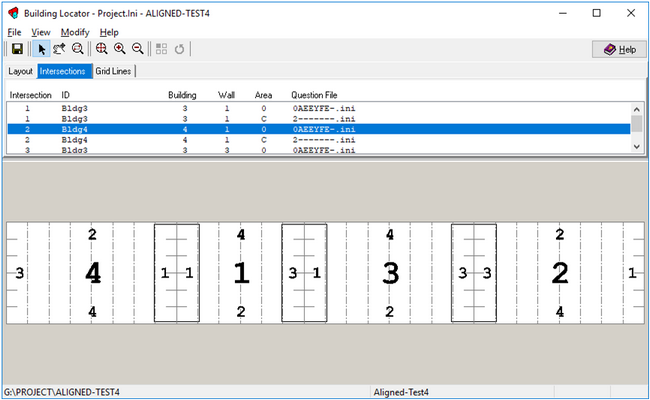 Building Locator - Project.Ini - ALIGNED-TEST4
File View Modify Help
Help
Layout Intersections Grid Lines
Intersection ID Building Wall Area Question File
1 Bldg3 3 1 0 0AEEYFE-.ini
1 Bldg3 3 1 C 2-------.ini
2 Bldg4 4 1 0 0AEEYFE-.ini
2 Bldg4 4 1 C 2-------.ini
3 Bldg3 3 3 0 0AEEYFE-.ini
2 4 4 2
3 4 1 1 1 3 1 3 3 3 2 1
4 2 2 4
G:\PROJECT\ALIGNED-TEST4 Aligned-Test4